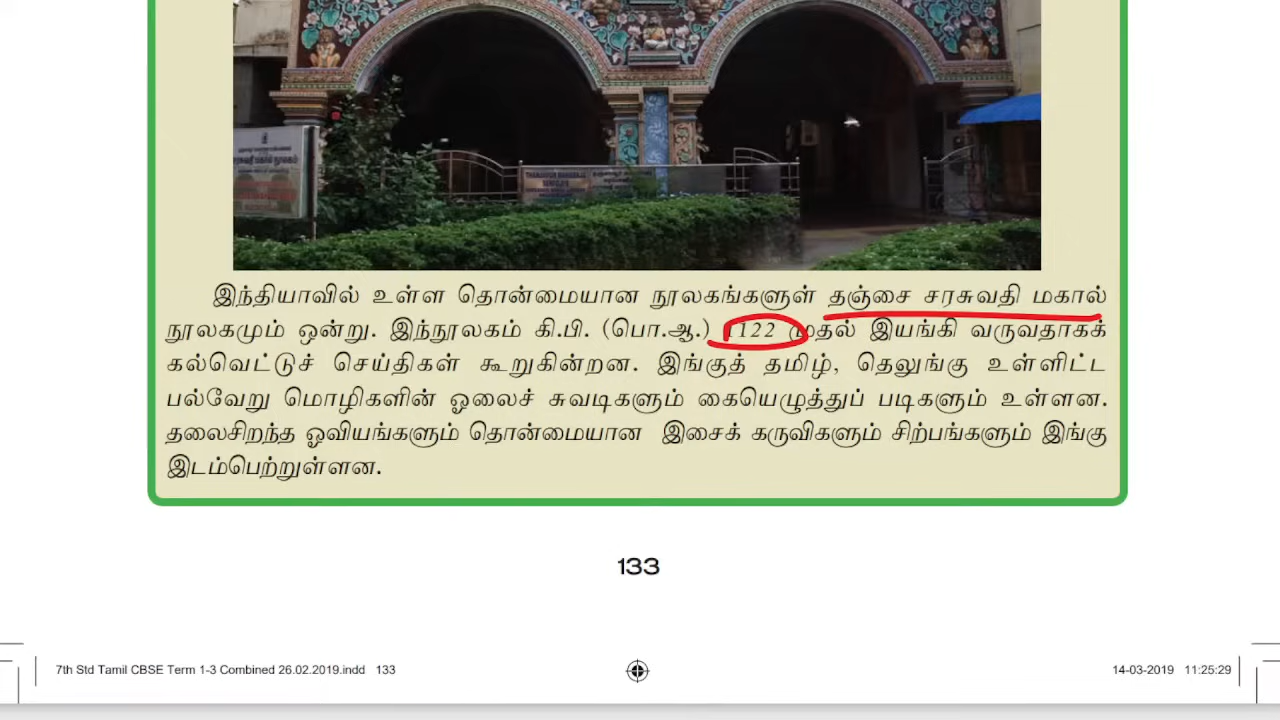 THANJAVUR MAHARAJA
இந்தியாவில் உள்ள தொன்மையான நூலகங்களுள் தஞ்சை சரசுவதி மகால்
நூலகமும் ஒன்று. இந்நூலகம் கி.பி. (பொ.ஆ.) 1122 முதல் இயங்கி வருவதாகக்
கல்வெட்டுச் செய்திகள் கூறுகின்றன. இங்குத் தமிழ், தெலுங்கு உள்ளிட்ட
பல்வேறு மொழிகளின் ஓலைச் சுவடிகளும் கையெழுத்துப் படிகளும் உள்ளன.
தலைசிறந்த ஓவியங்களும் தொன்மையான இசைக் கருவிகளும் சிற்பங்களும் இங்கு
இடம்பெற்றுள்ளன.
133
7th Std Tamil CBSE Term 1-3 Combined 26.02.2019.indd 133
14-03-2019 11:25:29